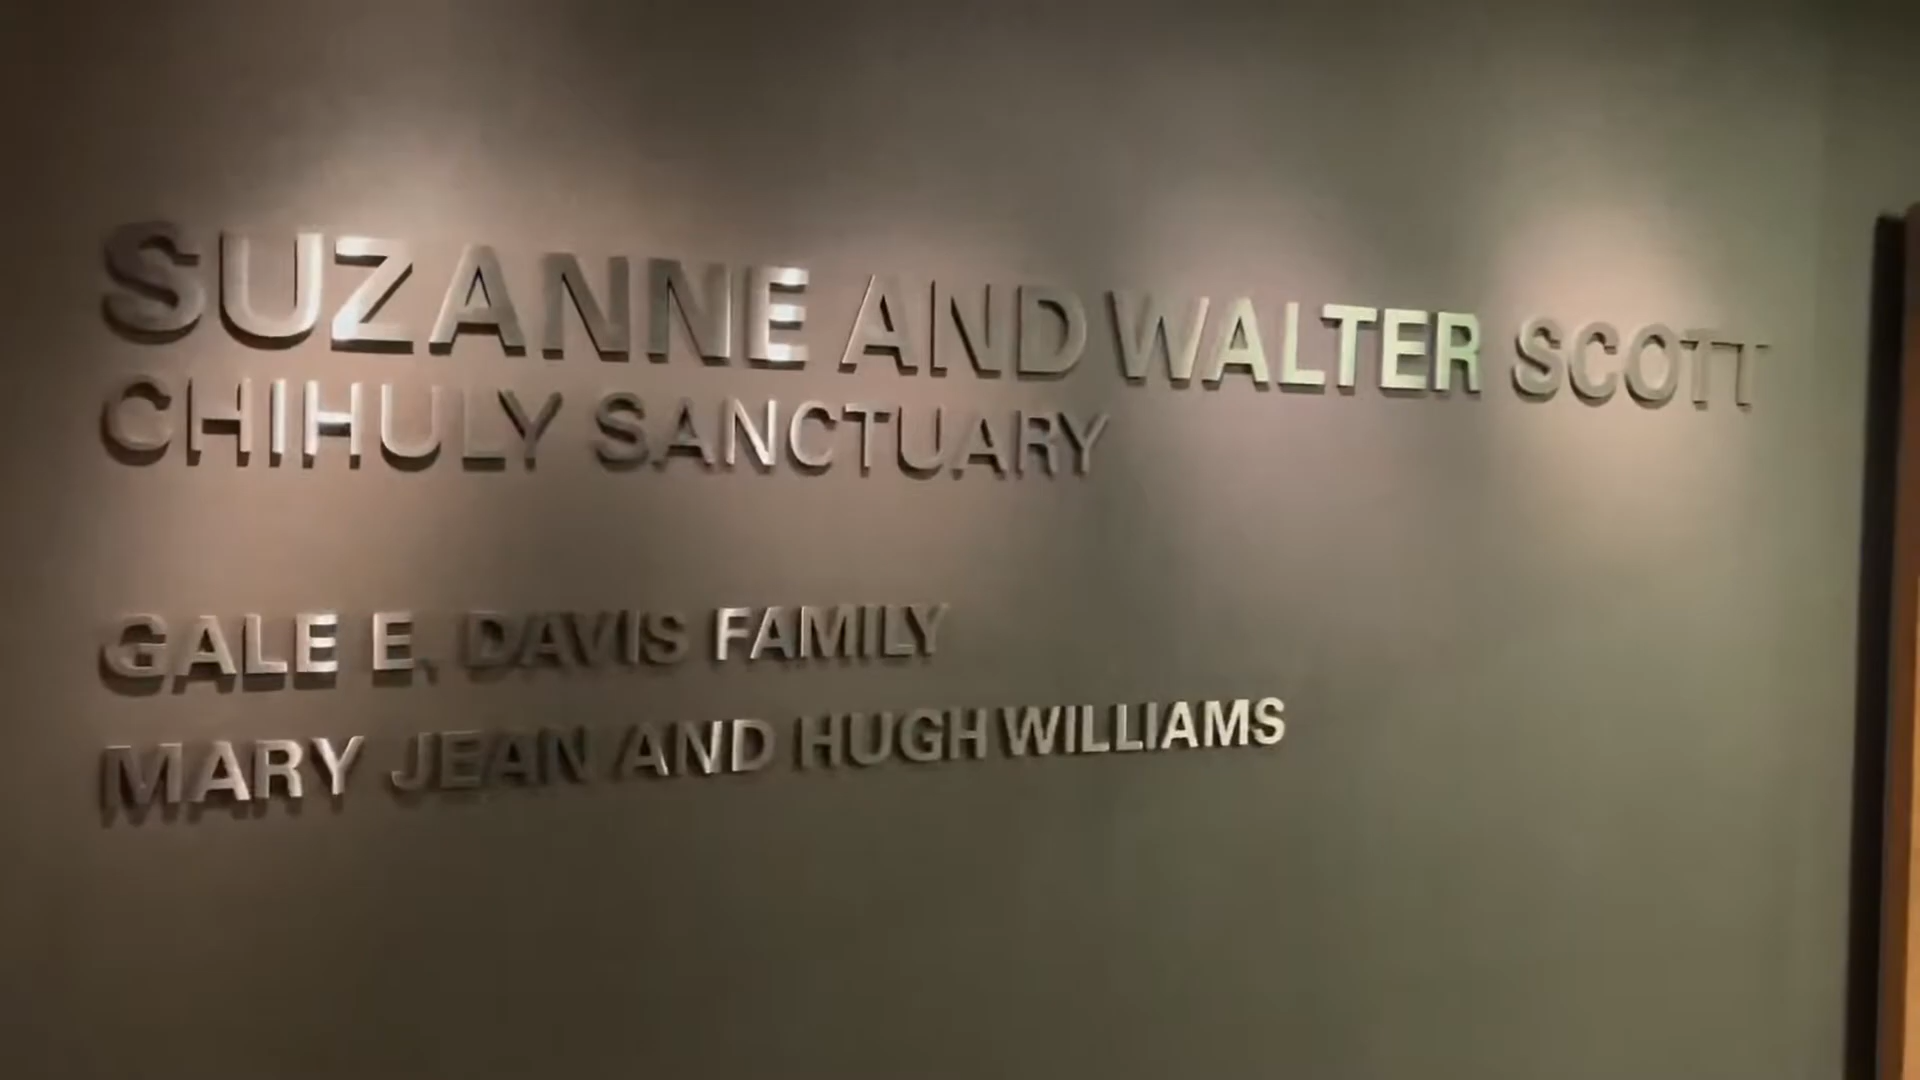 SUZANNE AND WALTER SCOTT
CHIHULY SANCTUARY
GALE E. DAVIS FAMILY
MARY JEAN AND HUGH WILLIAMS